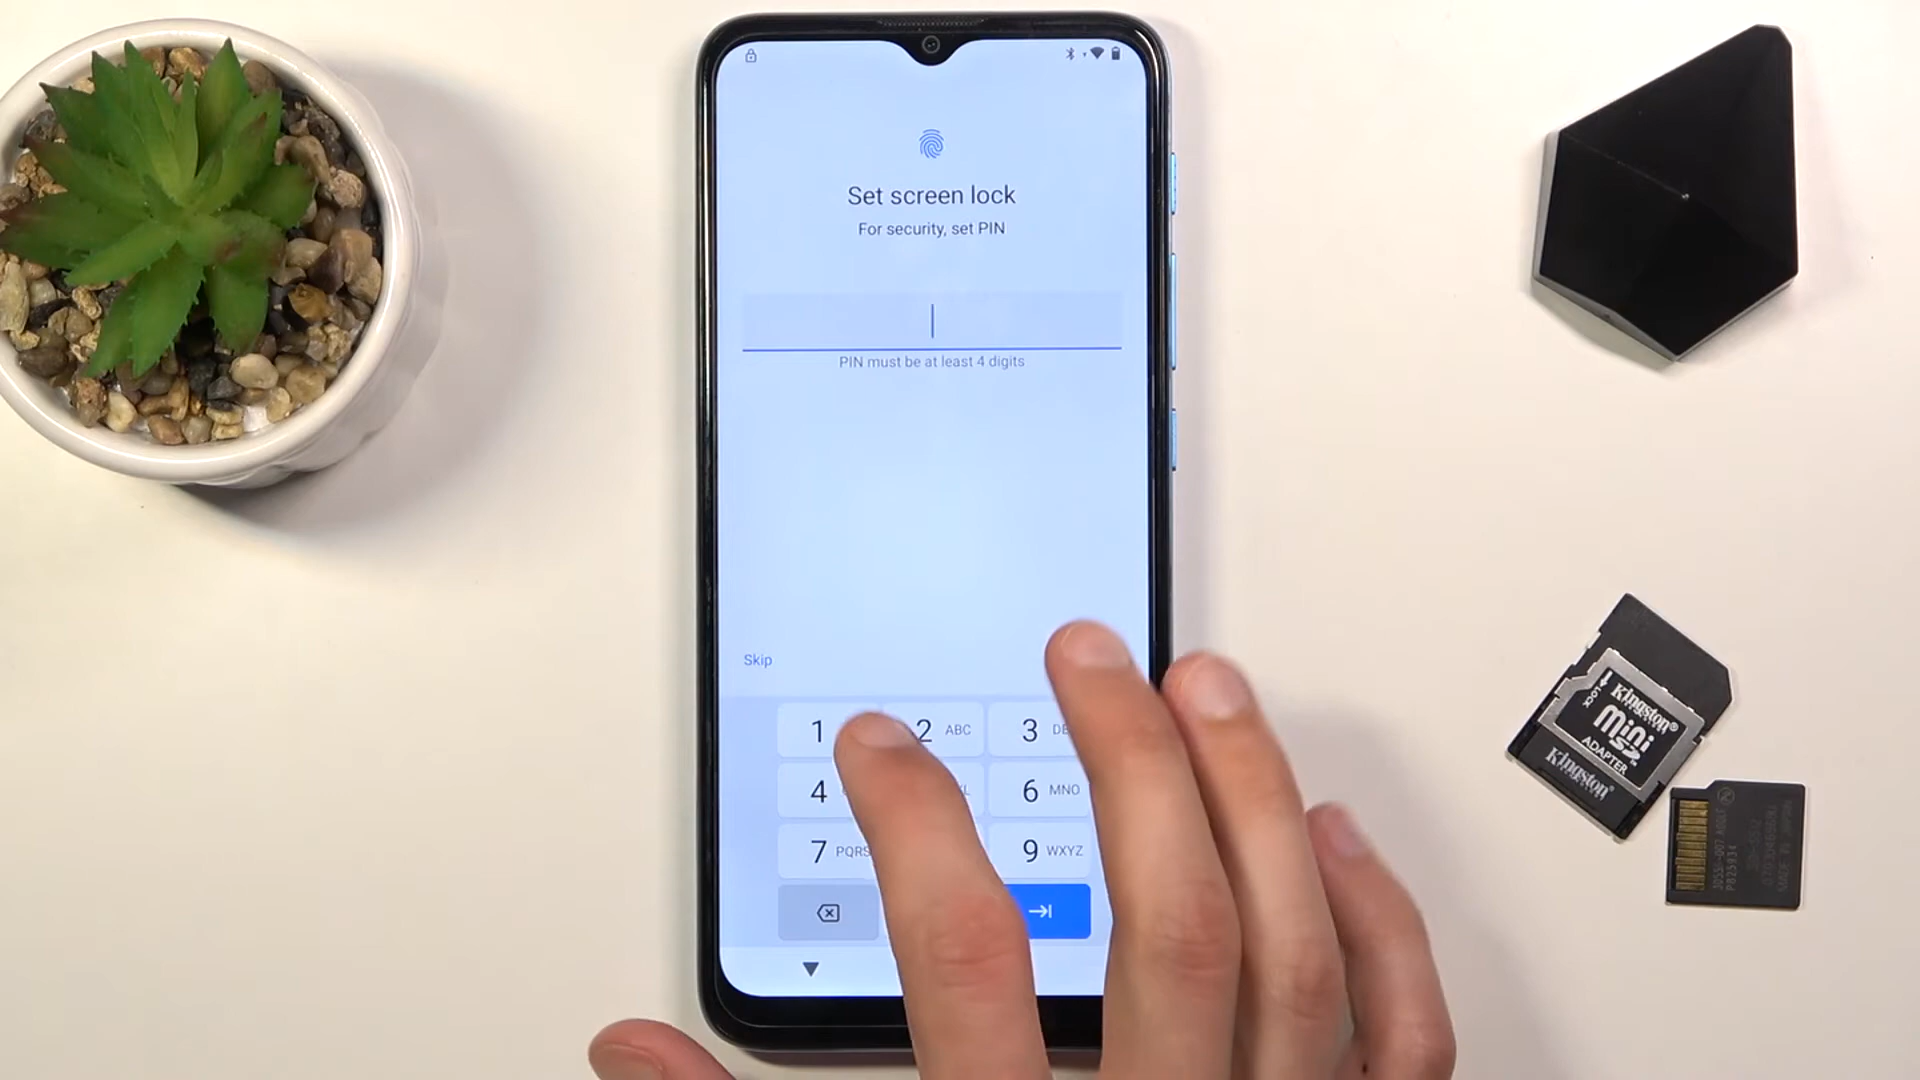 Set screen lock
For security, set PIN
PIN must be at least 4 digits
Skip
1 2 ABC 3
4 6 MNO
7 PQRS 9 WXYZ
LOCK
Kingston®
mini
SD
ADAPTER
Kingston®